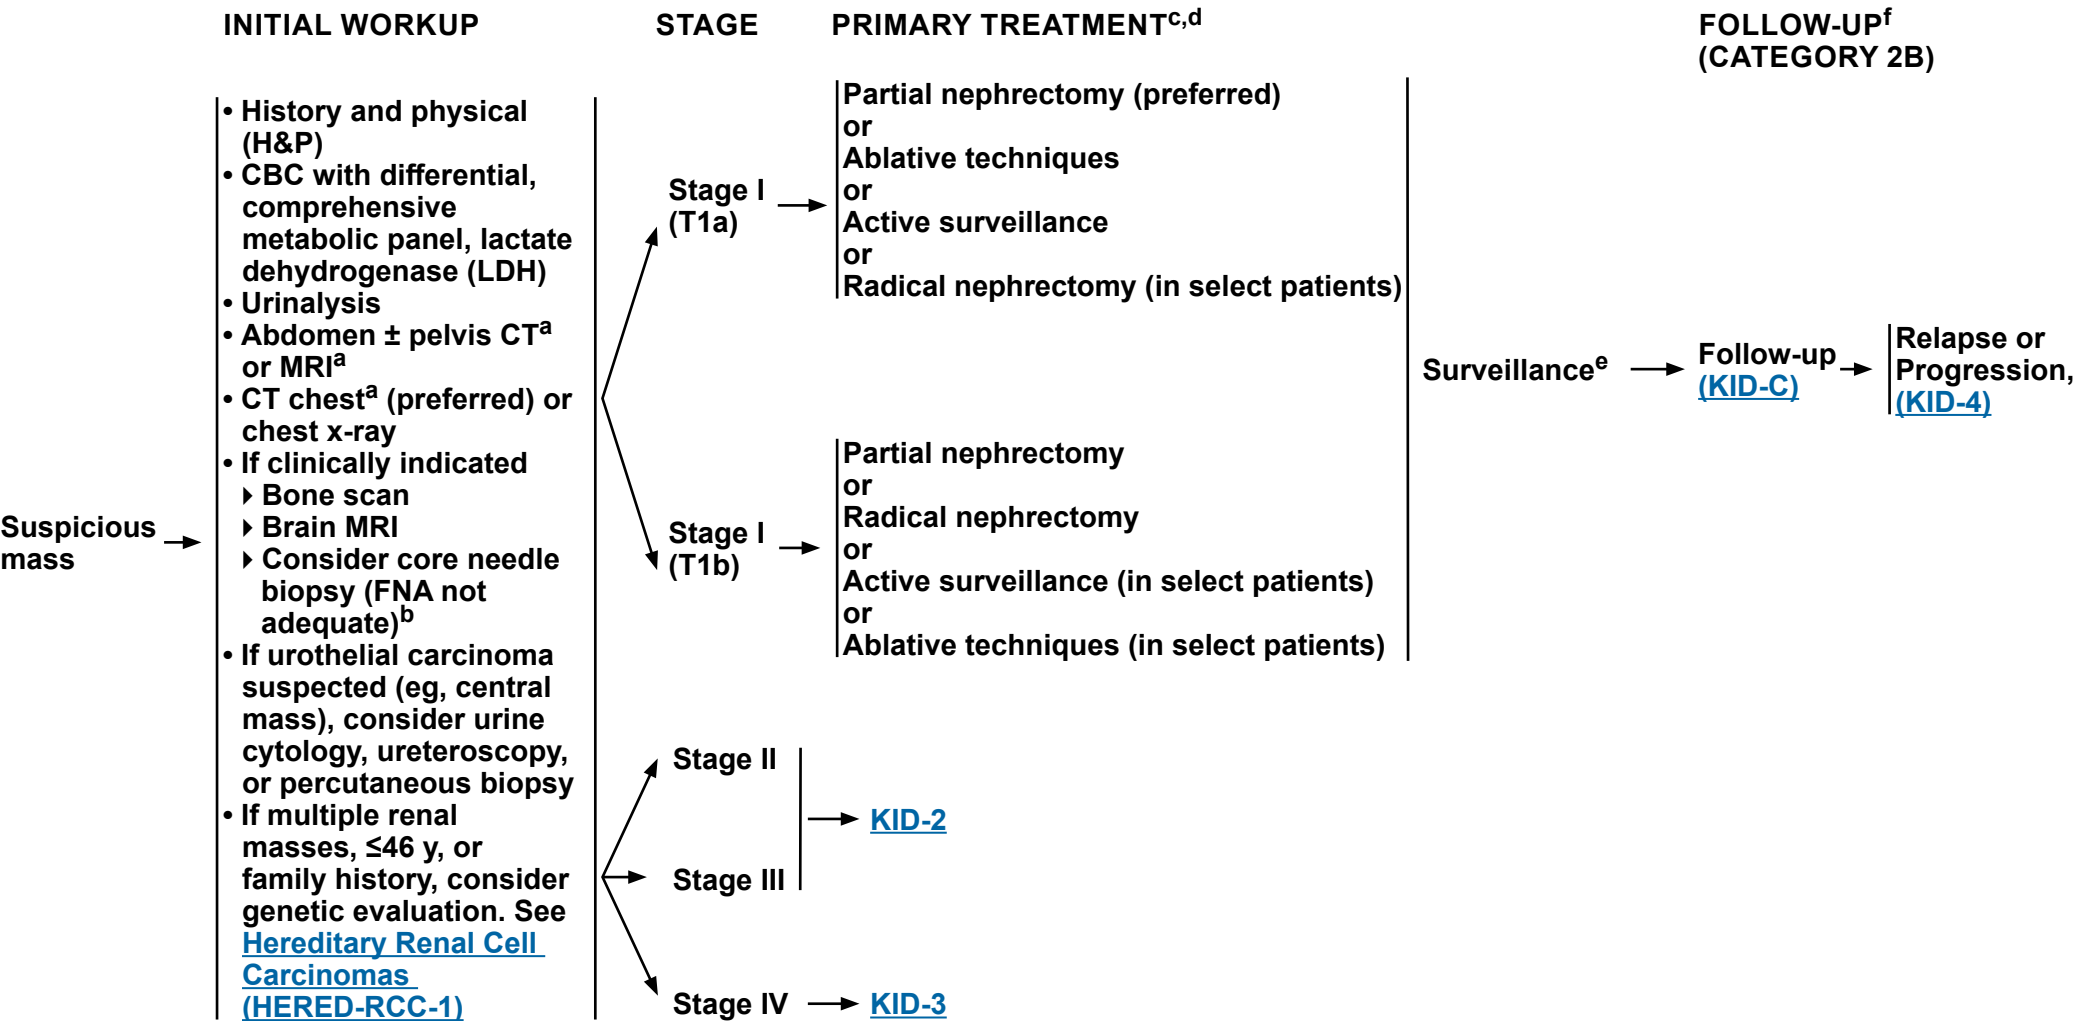 INITIAL WORKUP
STAGE
PRIMARY TREATMENTc,d
FOLLOW-UPf
(CATEGORY 2B)
Suspicious
mass
• History and physical
(H&P)
• CBC with differential,
comprehensive
metabolic panel, lactate
dehydrogenase (LDH)
• Urinalysis
• Abdomen ± pelvis CTa
or MRIa
• CT chesta (preferred) or
chest x-ray
• If clinically indicated
Bone scan
Brain MRI
Consider core needle
biopsy (FNA not
adequate)b
• If urothelial carcinoma
suspected (eg, central
mass), consider urine
cytology, ureteroscopy,
or percutaneous biopsy
• If multiple renal
masses, ≤46 y, or
family history, consider
genetic evaluation. See
Hereditary Renal Cell
Carcinomas
(HERED-RCC-1)
Stage I
(T1a)
Partial nephrectomy (preferred)
or
Ablative techniques
or
Active surveillance
or
Radical nephrectomy (in select patients)
Stage I
(T1b)
Partial nephrectomy
or
Radical nephrectomy
or
Active surveillance (in select patients)
or
Ablative techniques (in select patients)
Surveillancee
Follow-up
(KID-C)
Relapse or
Progression,
(KID-4)
Stage II
Stage III
KID-2
Stage IV
KID-3